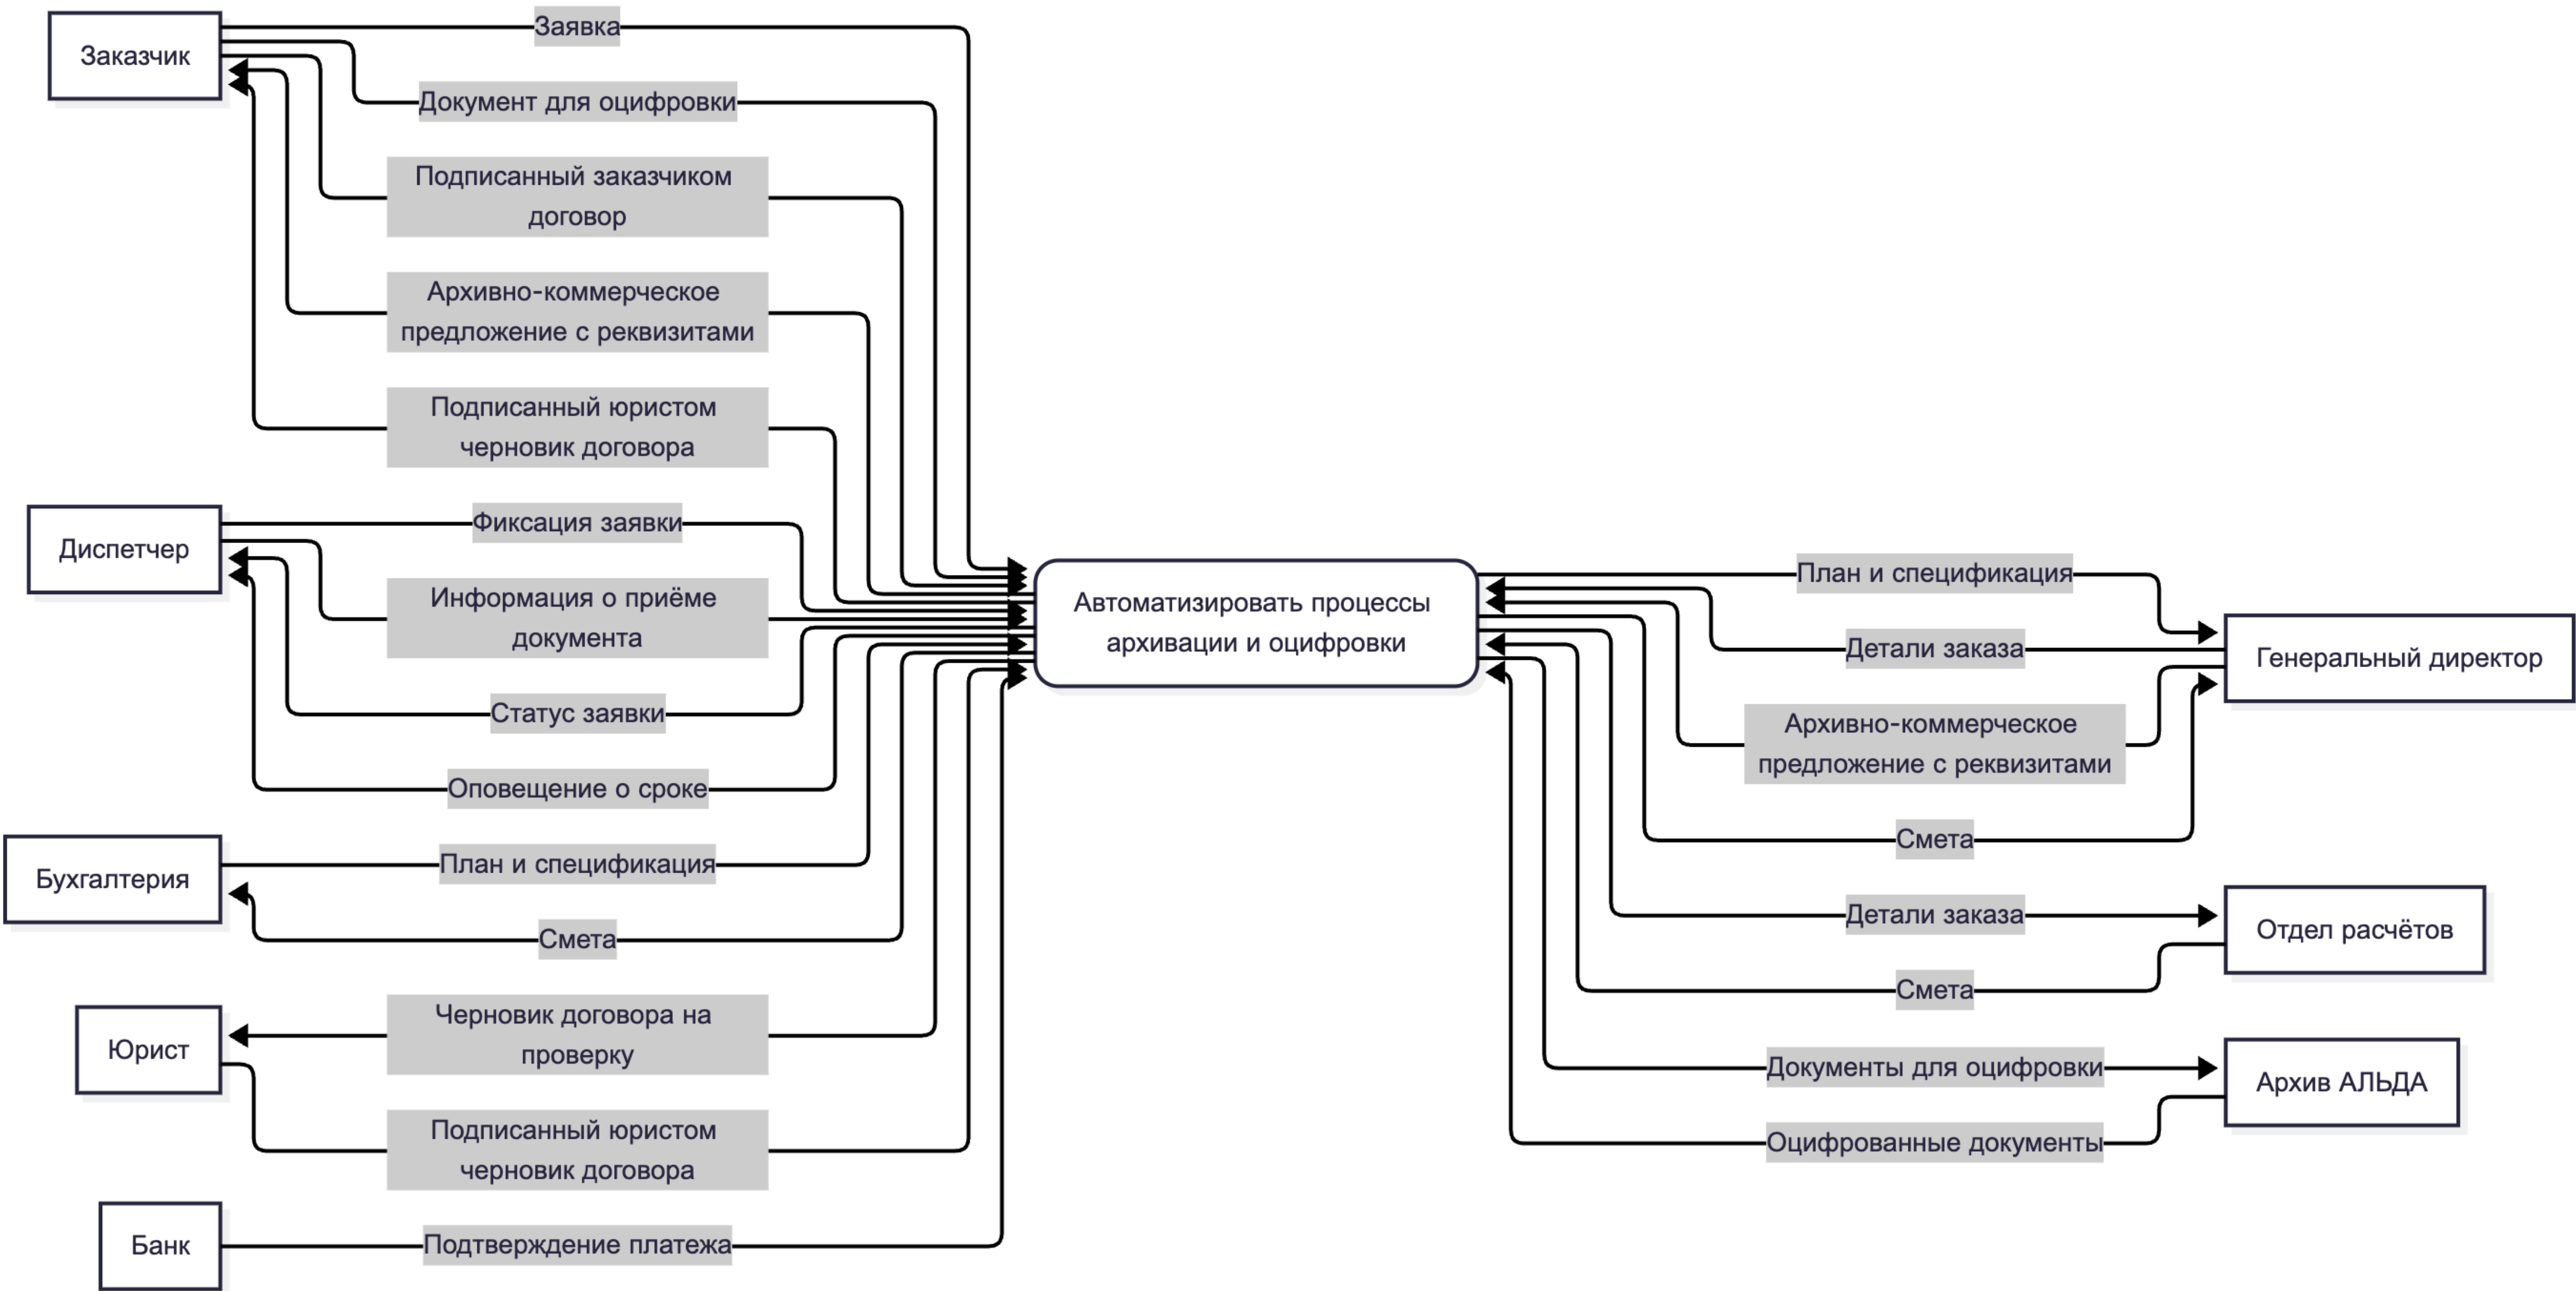 Заказчик
Заявка
Документ для оцифровки
Подписанный заказчиком
договор
Архивно-коммерческое
предложение с реквизитами
Подписанный юристом
черновик договора
Диспетчер
Фиксация заявки
Информация о приёме
документа
Статус заявки
Оповещение о сроке
Бухгалтерия
План и спецификация
Смета
Юрист
Черновик договора на
проверку
Подписанный юристом
черновик договора
Банк
Подтверждение платежа
Автоматизировать процессы
архивации и оцифровки
План и спецификация
Детали заказа
Архивно-коммерческое
предложение с реквизитами
Смета
Генеральный директор
Детали заказа
Смета
Отдел расчётов
Документы для оцифровки
Оцифрованные документы
Архив АЛЬДА